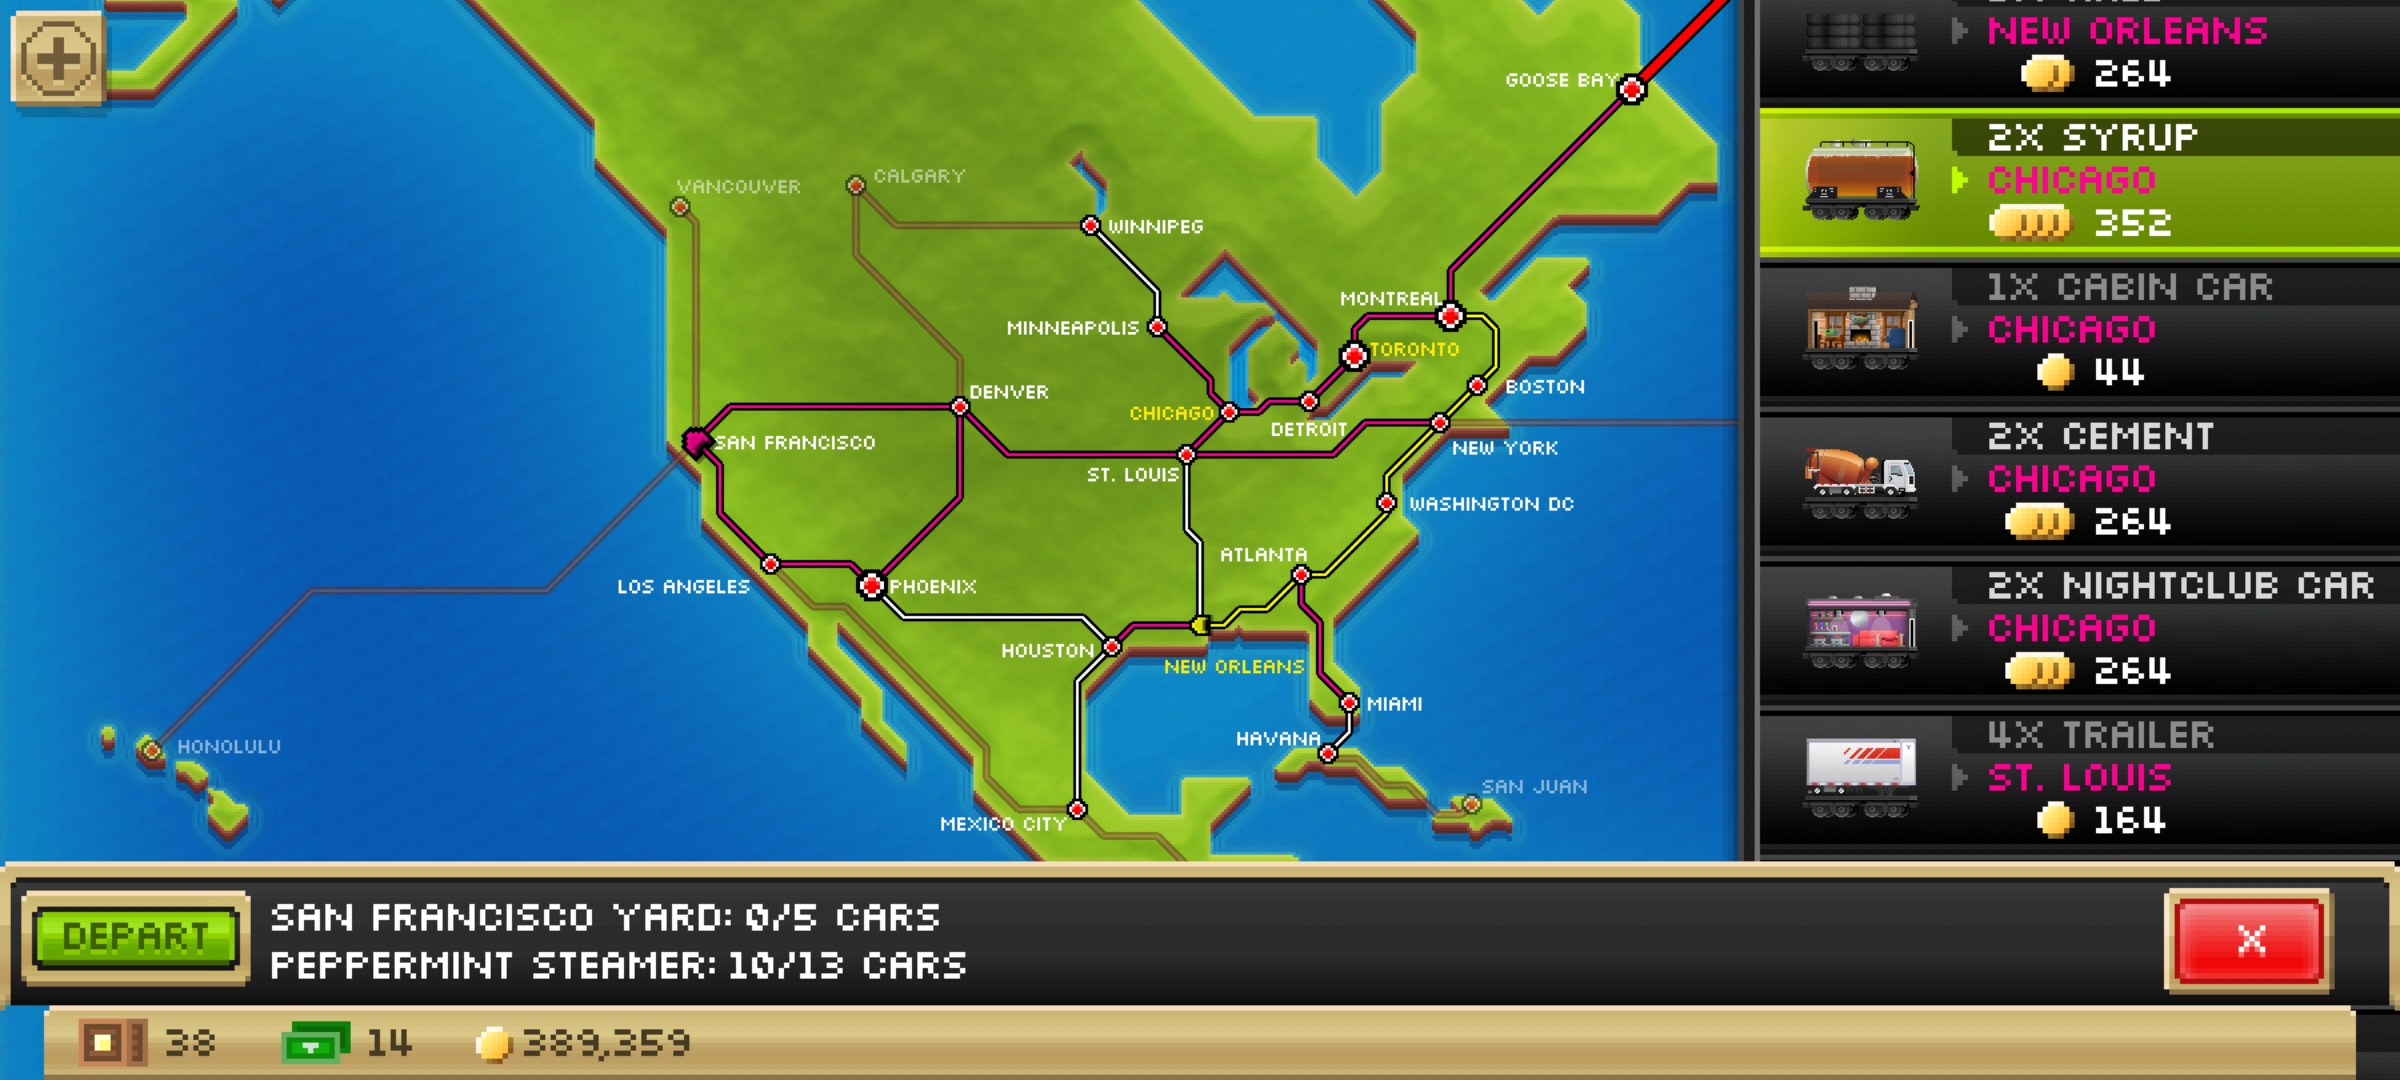 NEW ORLEANS
264
GOOSE BAY
2X SYRUP
CHICAGO
352
VANCOUVER
CALGARY
WINNIPEG
1X CABIN CAR
CHICAGO
44
MONTREAL
MINNEAPOLIS
TORONTO
DENVER
BOSTON
CHICAGO
DETROIT
SAN FRANCISCO
NEW YORK
ST. LOUIS
2X CEMENT
CHICAGO
264
WASHINGTON DC
ATLANTA
LOS ANGELES
PHOENIX
2X NIGHTCLUB CAR
CHICAGO
264
HOUSTON
NEW ORLEANS
MIAMI
HAVANA
HONOLULU
SAN JUAN
MEXICO CITY
4X TRAILER
ST. LOUIS
164
DEPART
SAN FRANCISCO YARD: 0/5 CARS
PEPPERMINT STEAMER: 10/13 CARS
X
38
14
389,359